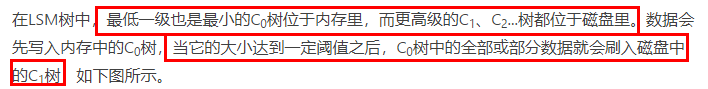 在LSM树中，最低一级也是最小的C₀树位于内存里，而更高级的C₁、C₂...树都位于磁盘里。数据会
先写入内存中的C₀树，当它的大小达到一定阈值之后，C₀树中的全部或部分数据就会刷入磁盘中
的C₁树，如下图所示。